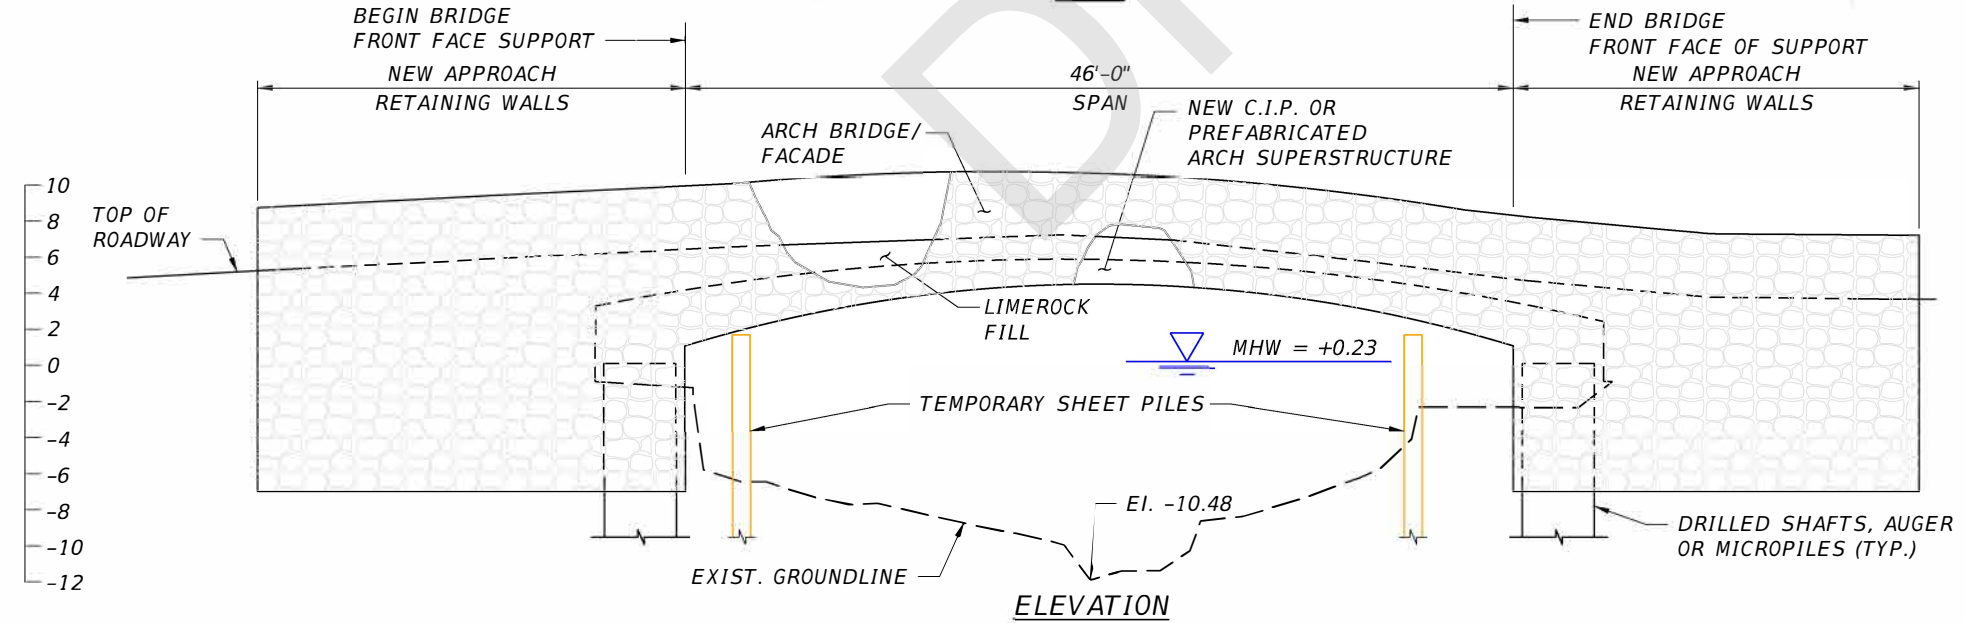 BEGIN BRIDGE
FRONT FACE SUPPORT
END BRIDGE
FRONT FACE OF SUPPORT
NEW APPROACH
RETAINING WALLS
46'-0"
SPAN
NEW APPROACH
RETAINING WALLS
ARCH BRIDGE/
FACADE
NEW C.I.P. OR
PREFABRICATED
ARCH SUPERSTRUCTURE
TOP OF
ROADWAY
10
8
6
4
2
0
-2
-4
-6
-8
-10
-12
LIMEROCK
FILL
MHW = +0.23
TEMPORARY SHEET PILES
El. -10.48
EXIST. GROUNDLINE
DRILLED SHAFTS, AUGER
OR MICROPILES (TYP.)
ELEVATION